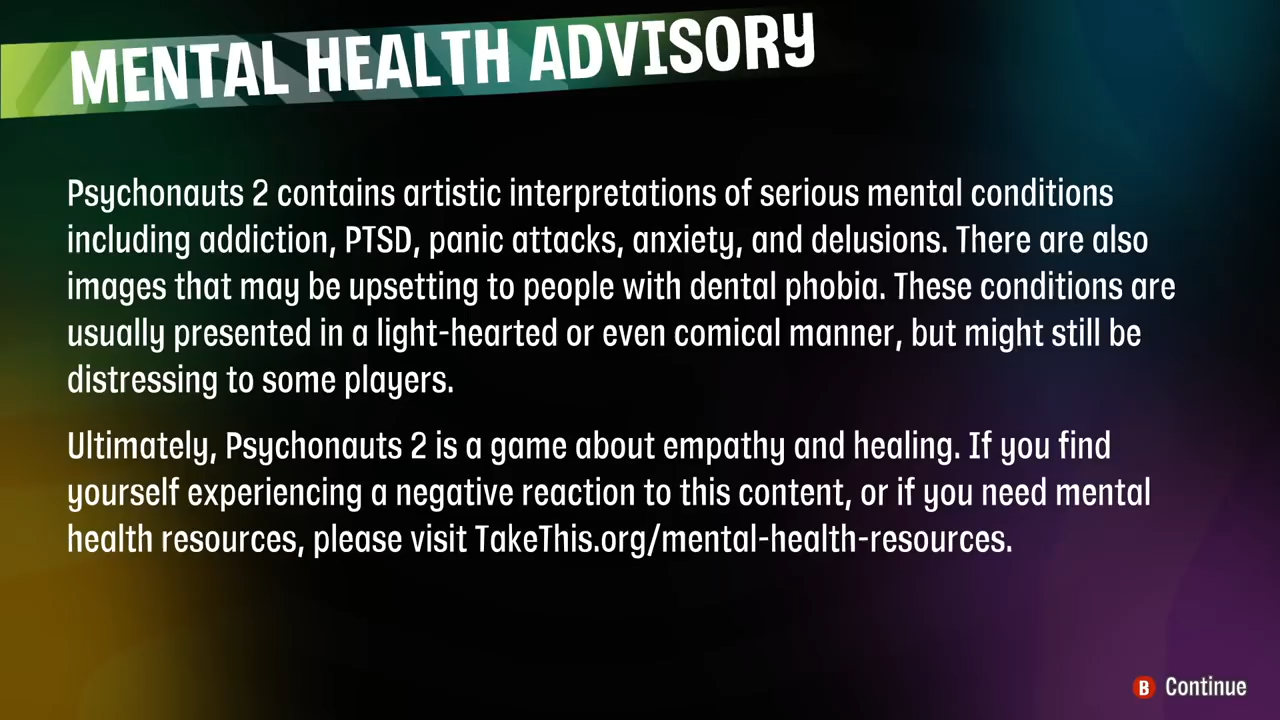 MENTAL HEALTH ADVISORY
Psychonauts 2 contains artistic interpretations of serious mental conditions
including addiction, PTSD, panic attacks, anxiety, and delusions. There are also
images that may be upsetting to people with dental phobia. These conditions are
usually presented in a light-hearted or even comical manner, but might still be
distressing to some players.
Ultimately, Psychonauts 2 is a game about empathy and healing. If you find
yourself experiencing a negative reaction to this content, or if you need mental
health resources, please visit TakeThis.org/mental-health-resources.
B Continue